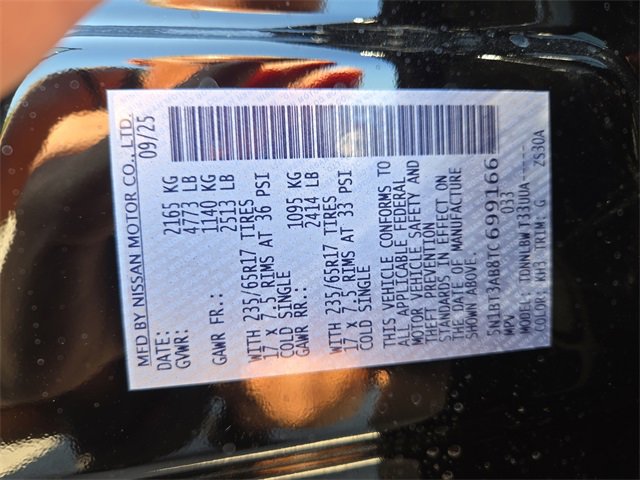 MFD BY NISSAN MOTOR CO., LTD.
DATE: 09/25
GVWR: 2165 KG
4773 LB
GAWR FR.: 1140 KG
2513 LB
WITH 235/65R17 TIRES
17 X 7.5 RIMS AT 36 PSI
COLD SINGLE
GAWR RR.: 1095 KG
2414 LB
WITH 235/65R17 TIRES
17 X 7.5 RIMS AT 33 PSI
COLD SINGLE
THIS VEHICLE CONFORMS TO
ALL APPLICABLE FEDERAL
MOTOR VEHICLE SAFETY AND
THEFT PREVENTION
STANDARDS IN EFFECT ON
THE DATE OF MANUFACTURE
SHOWN ABOVE.
5N1BT3AB8TC699166
MPV 033
MODEL: TDNNLBW T33UUA-----
COLOR: KH3 TRIM: G ZS30A